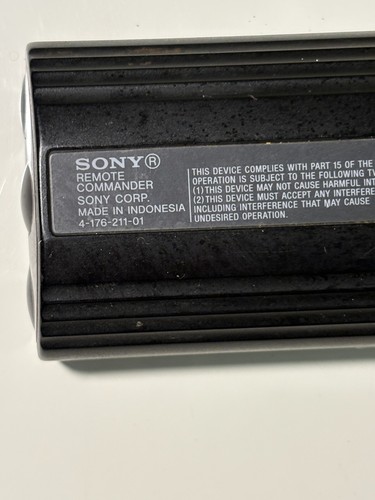 SONY®
REMOTE
COMMANDER
SONY CORP.
MADE IN INDONESIA
4-176-211-01
THIS DEVICE COMPLIES WITH PART 15 OF THE
OPERATION IS SUBJECT TO THE FOLLOWING
(1)THIS DEVICE MAY NOT CAUSE HARMFUL
(2)THIS DEVICE MUST ACCEPT ANY
INCLUDING INTERFERENCE THAT MAY CAUSE
UNDESIRED OPERATION.